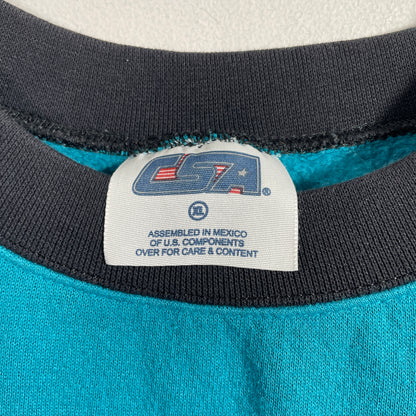 CSA®
XL
ASSEMBLED IN MEXICO
OF U.S. COMPONENTS
OVER FOR CARE & CONTENT